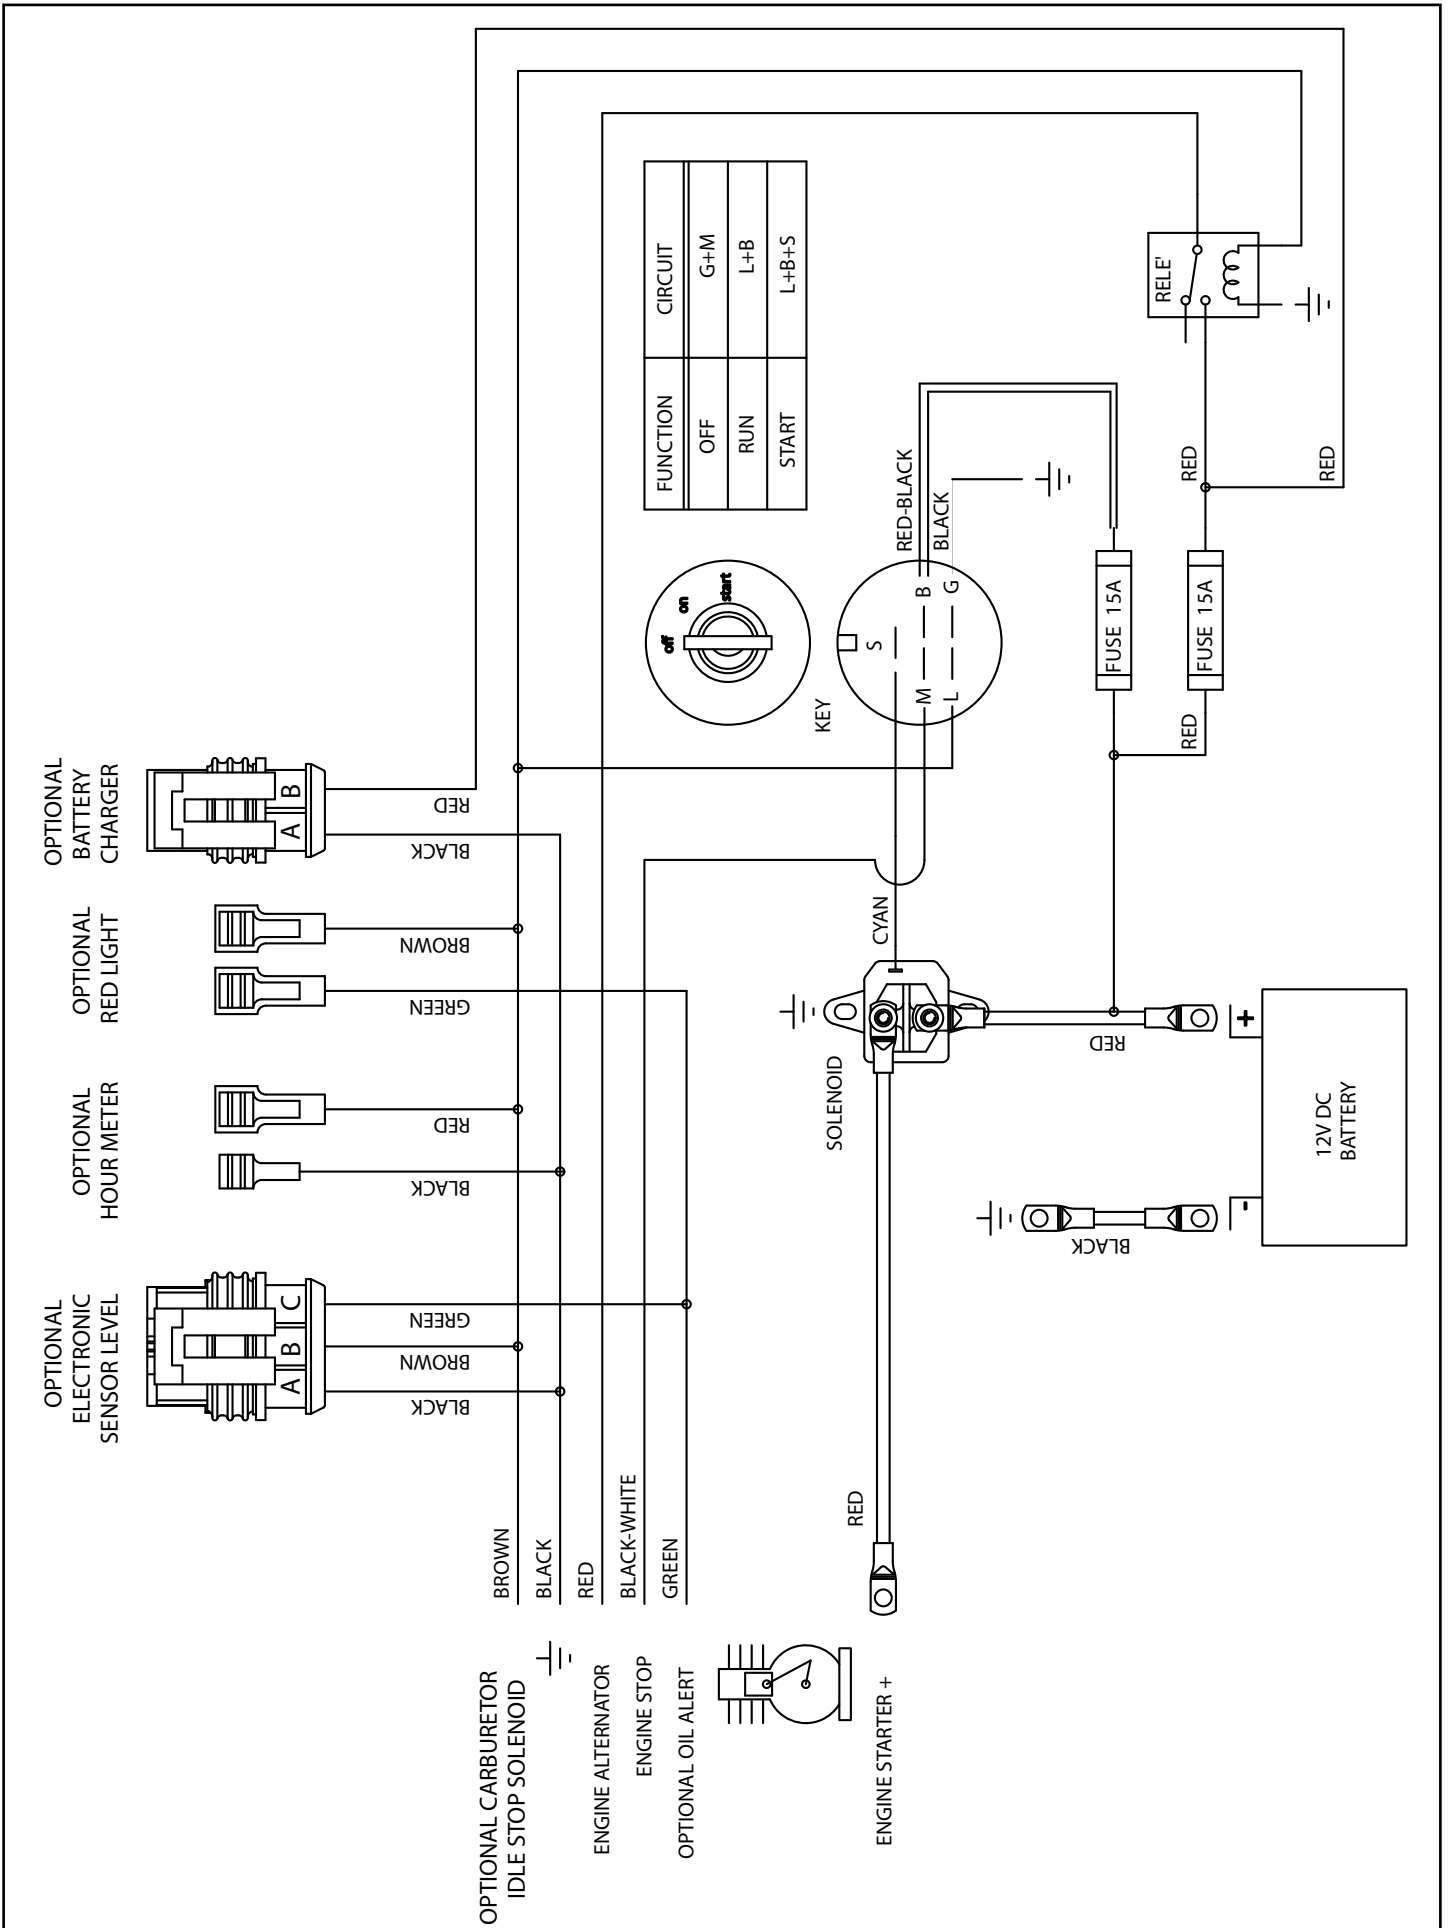 OPTIONAL
ELECTRONIC
SENSOR LEVEL
OPTIONAL
HOUR METER
OPTIONAL
RED LIGHT
OPTIONAL
BATTERY
CHARGER
A
B
C
A
B
BLACK
BROWN
GREEN
BLACK
RED
GREEN
BROWN
BLACK
RED
OPTIONAL CARBURETOR
IDLE STOP SOLENOID
BROWN
BLACK
ENGINE ALTERNATOR
RED
ENGINE STOP
BLACK-WHITE
OPTIONAL OIL ALERT
GREEN
ENGINE STARTER +
RED
SOLENOID
CYAN
KEY
off
on
start
FUNCTION
CIRCUIT
OFF
G+M
RUN
L+B
START
L+B+S
S
M
B
L
G
RED-BLACK
BLACK
FUSE 15A
FUSE 15A
RED
RED
RED
RELE'
RED
BLACK
-
+
12V DC
BATTERY